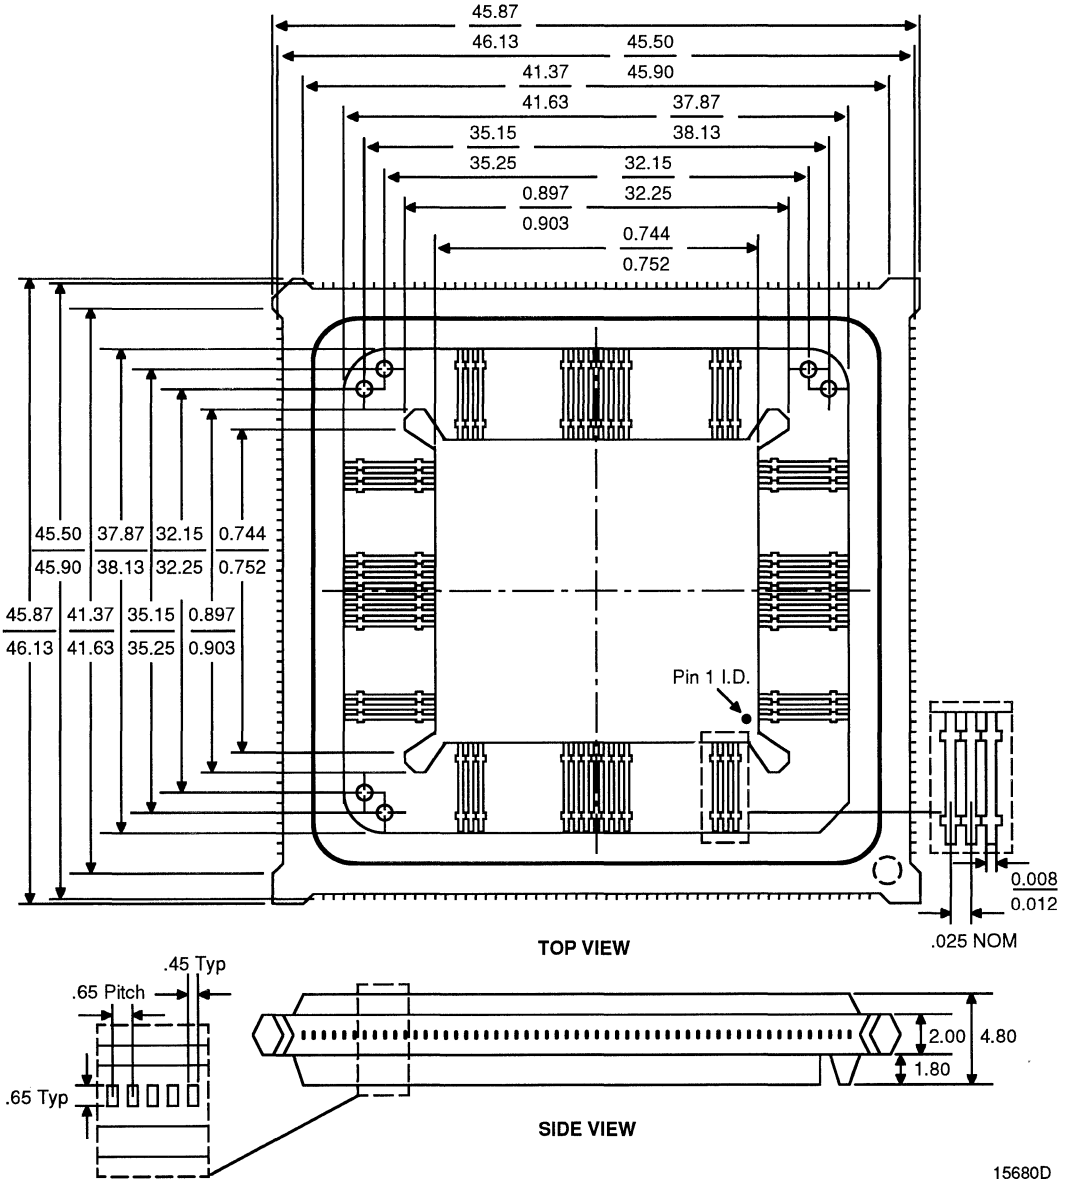 45.87
46.13
45.50
45.90
41.37
41.63
37.87
38.13
35.15
35.25
32.15
32.25
0.897
0.903
0.744
0.752
45.50 37.87 32.15 0.744
45.90 38.13 32.25 0.752
45.87 41.37 35.15 0.897
46.13 41.63 35.25 0.903
Pin 1 I.D.
0.008
0.012
.025 NOM
TOP VIEW
.45 Typ
.65 Pitch
.65 Typ
2.00
4.80
1.80
SIDE VIEW
15680D